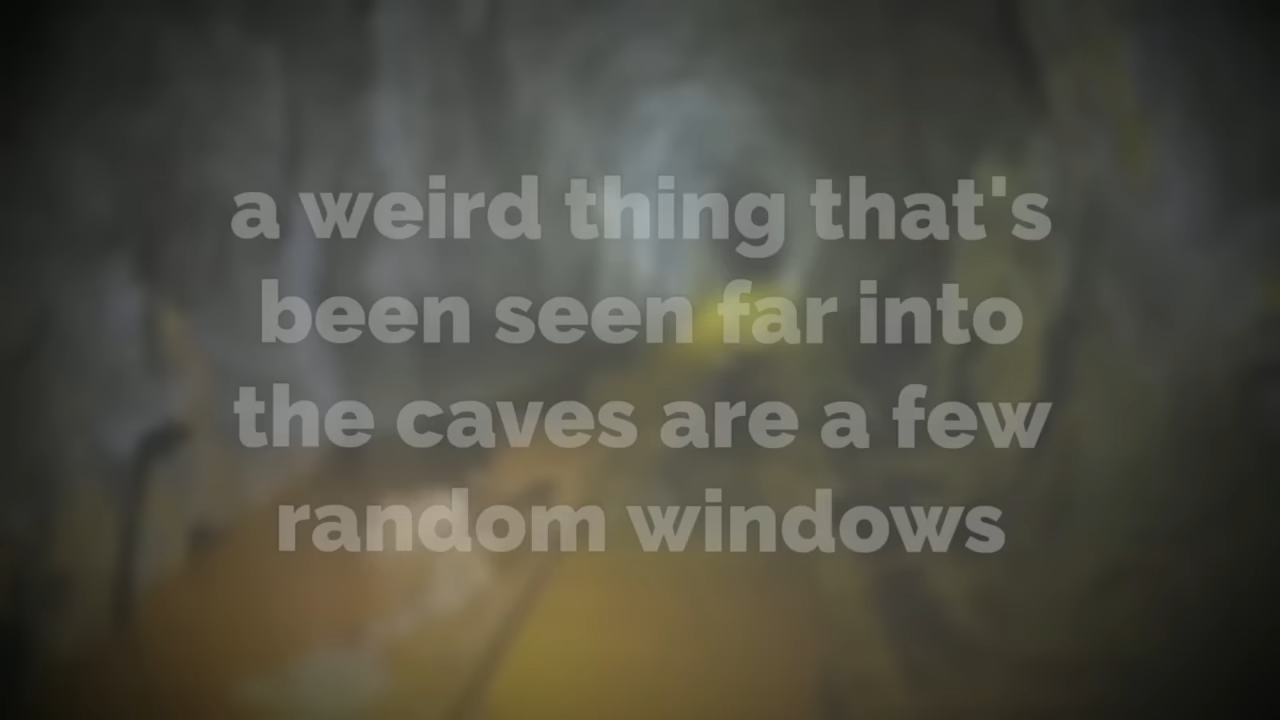 a weird thing that's
been seen far into
the caves are a few
random windows